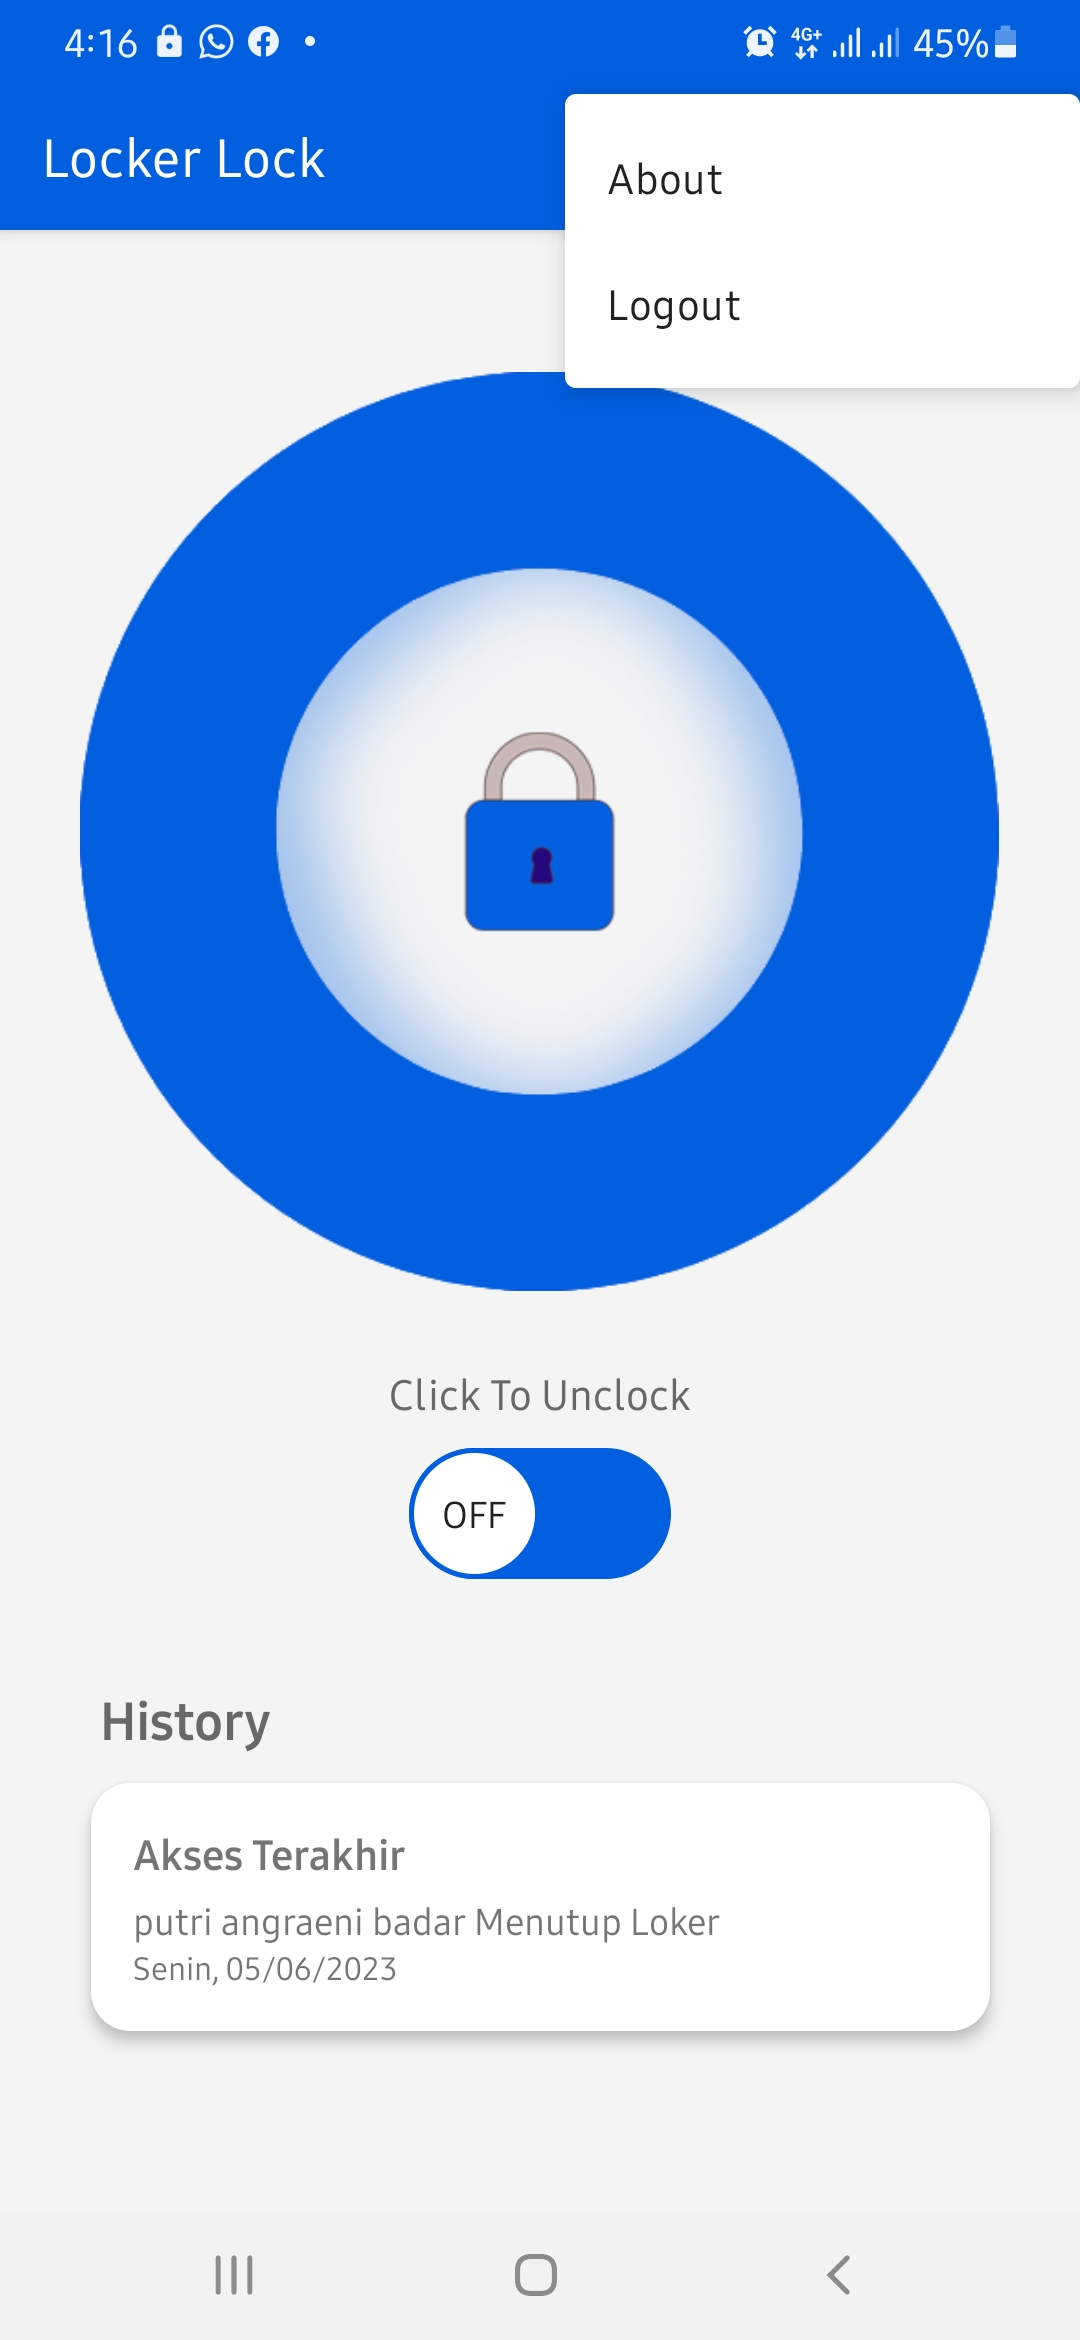 4:16
4G+
45%
Locker Lock
About
Logout
Click To Unclock
OFF
History
Akses Terakhir
putri angraeni badar Menutup Loker
Senin, 05/06/2023